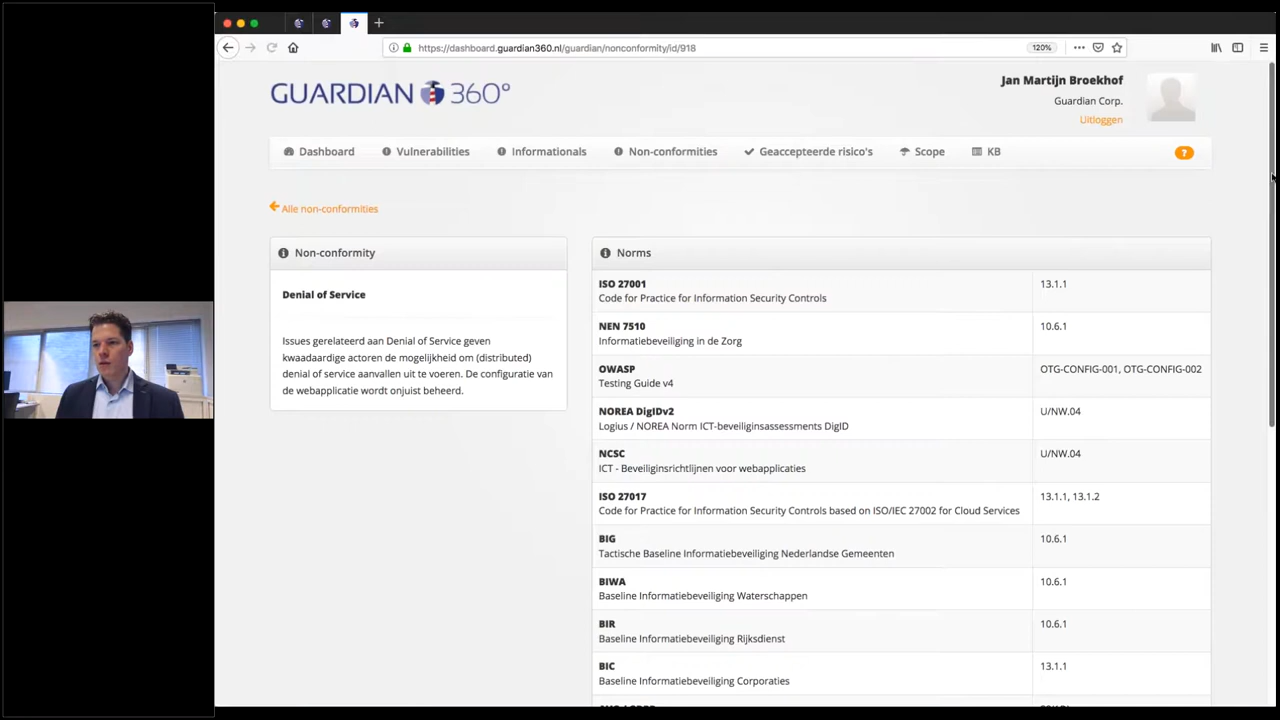 https://dashboard.guardian360.nl/guardian/nonconformity/id/918
120%
GUARDIAN 360°
Jan Martijn Broekhof
Guardian Corp.
Uitloggen
Dashboard
Vulnerabilities
Informationals
Non-conformities
Geaccepteerde risico's
Scope
KB
?
Alle non-conformities
Non-conformity
Denial of Service
Issues gerelateerd aan Denial of Service geven
kwaadaardige actoren de mogelijkheid om (distributed)
denial of service aanvallen uit te voeren. De configuratie van
de webapplicatie wordt onjuist beheerd.
Norms
ISO 27001
13.1.1
Code for Practice for Information Security Controls
NEN 7510
10.6.1
Informatiebeveiliging in de Zorg
OWASP
OTG-CONFIG-001, OTG-CONFIG-002
Testing Guide v4
NOREA DigIDv2
U/NW.04
Logius / NOREA Norm ICT-beveiliginsassessments DigID
NCSC
U/NW.04
ICT - Beveiliginsrichtlijnen voor webapplicaties
ISO 27017
13.1.1, 13.1.2
Code for Practice for Information Security Controls based on ISO/IEC 27002 for Cloud Services
BIG
10.6.1
Tactische Baseline Informatiebeveiliging Nederlandse Gemeenten
BIWA
10.6.1
Baseline Informatiebeveiliging Waterschappen
BIR
10.6.1
Baseline Informatiebeveiliging Rijksdienst
BIC
13.1.1
Baseline Informatiebeveiliging Corporaties